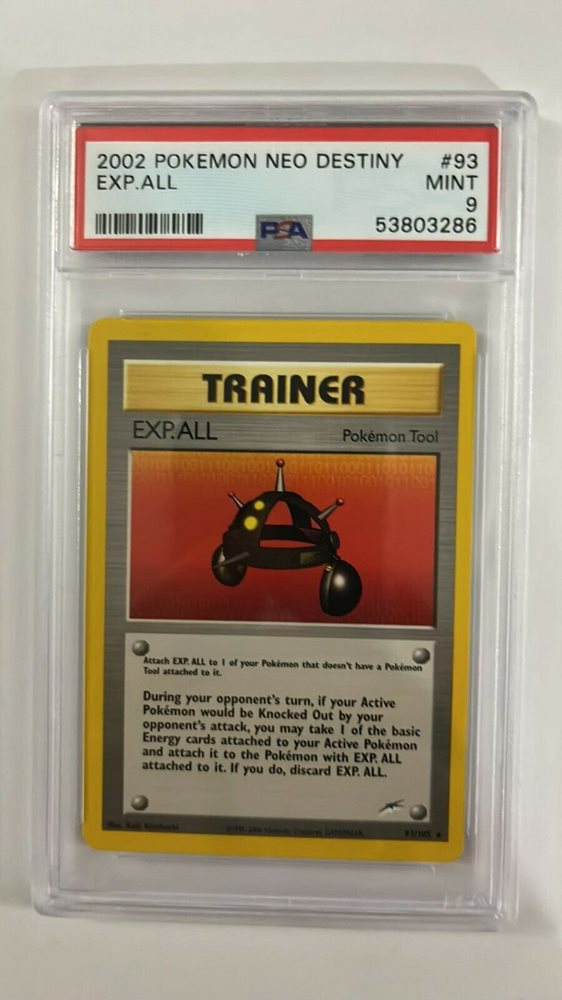 2002 POKEMON NEO DESTINY #93
EXP.ALL MINT
9
PSA 53803286
TRAINER
EXP.ALL Pokémon Tool
Attach EXP. ALL to 1 of your Pokémon that doesn't have a Pokémon
Tool attached to it.
During your opponent's turn, if your Active
Pokémon would be Knocked Out by your
opponent's attack, you may take 1 of the basic
Energy cards attached to your Active Pokémon
and attach it to the Pokémon with EXP. ALL
attached to it. If you do, discard EXP. ALL.
93/105